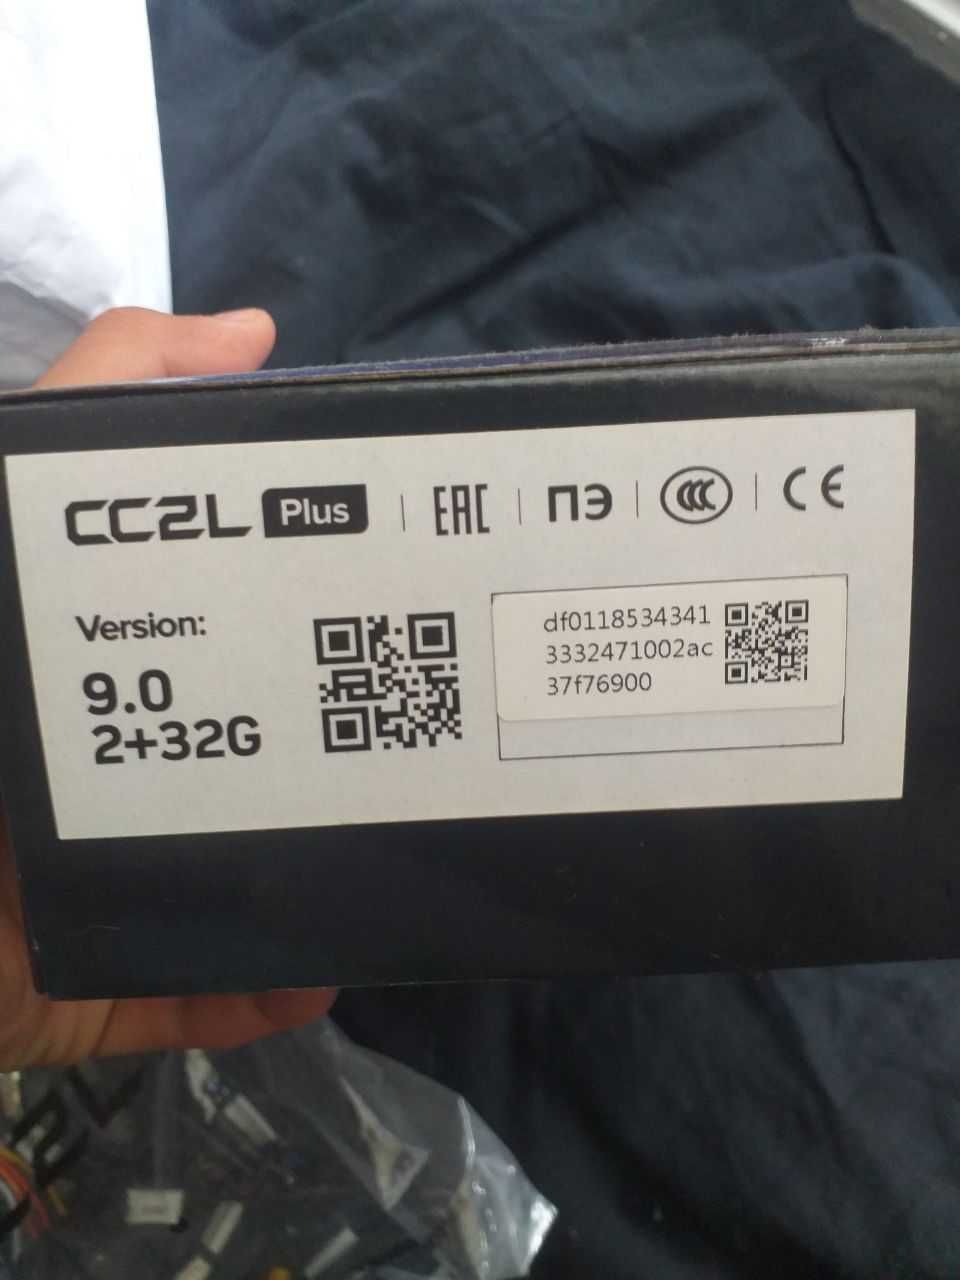 CC2L Plus | EAC | ПЭ | CCC | CE
Version:
9.0
2+32G
df0118534341
3332471002ac
37f76900